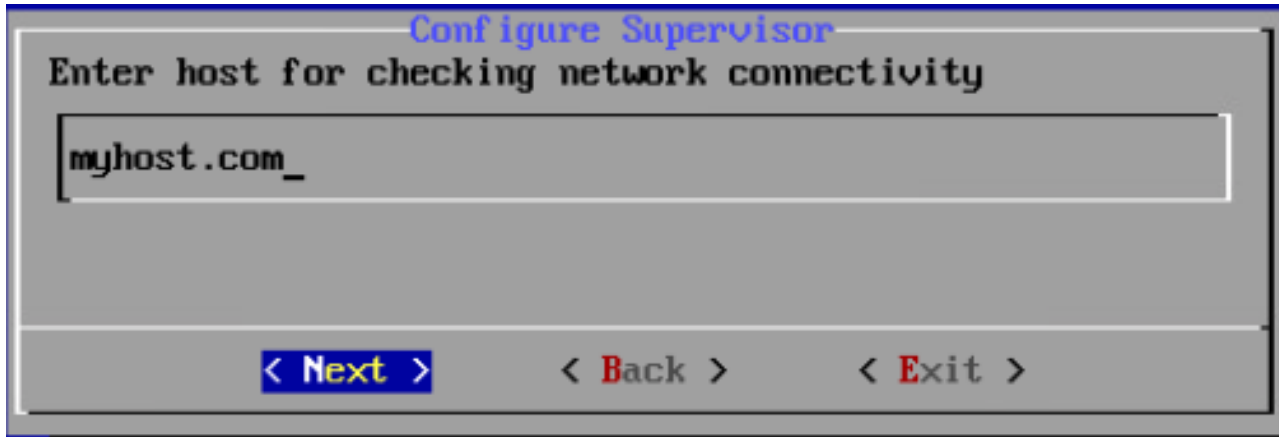 Configure Supervisor
Enter host for checking network connectivity
myhost.com_
< Next > < Back > < Exit >